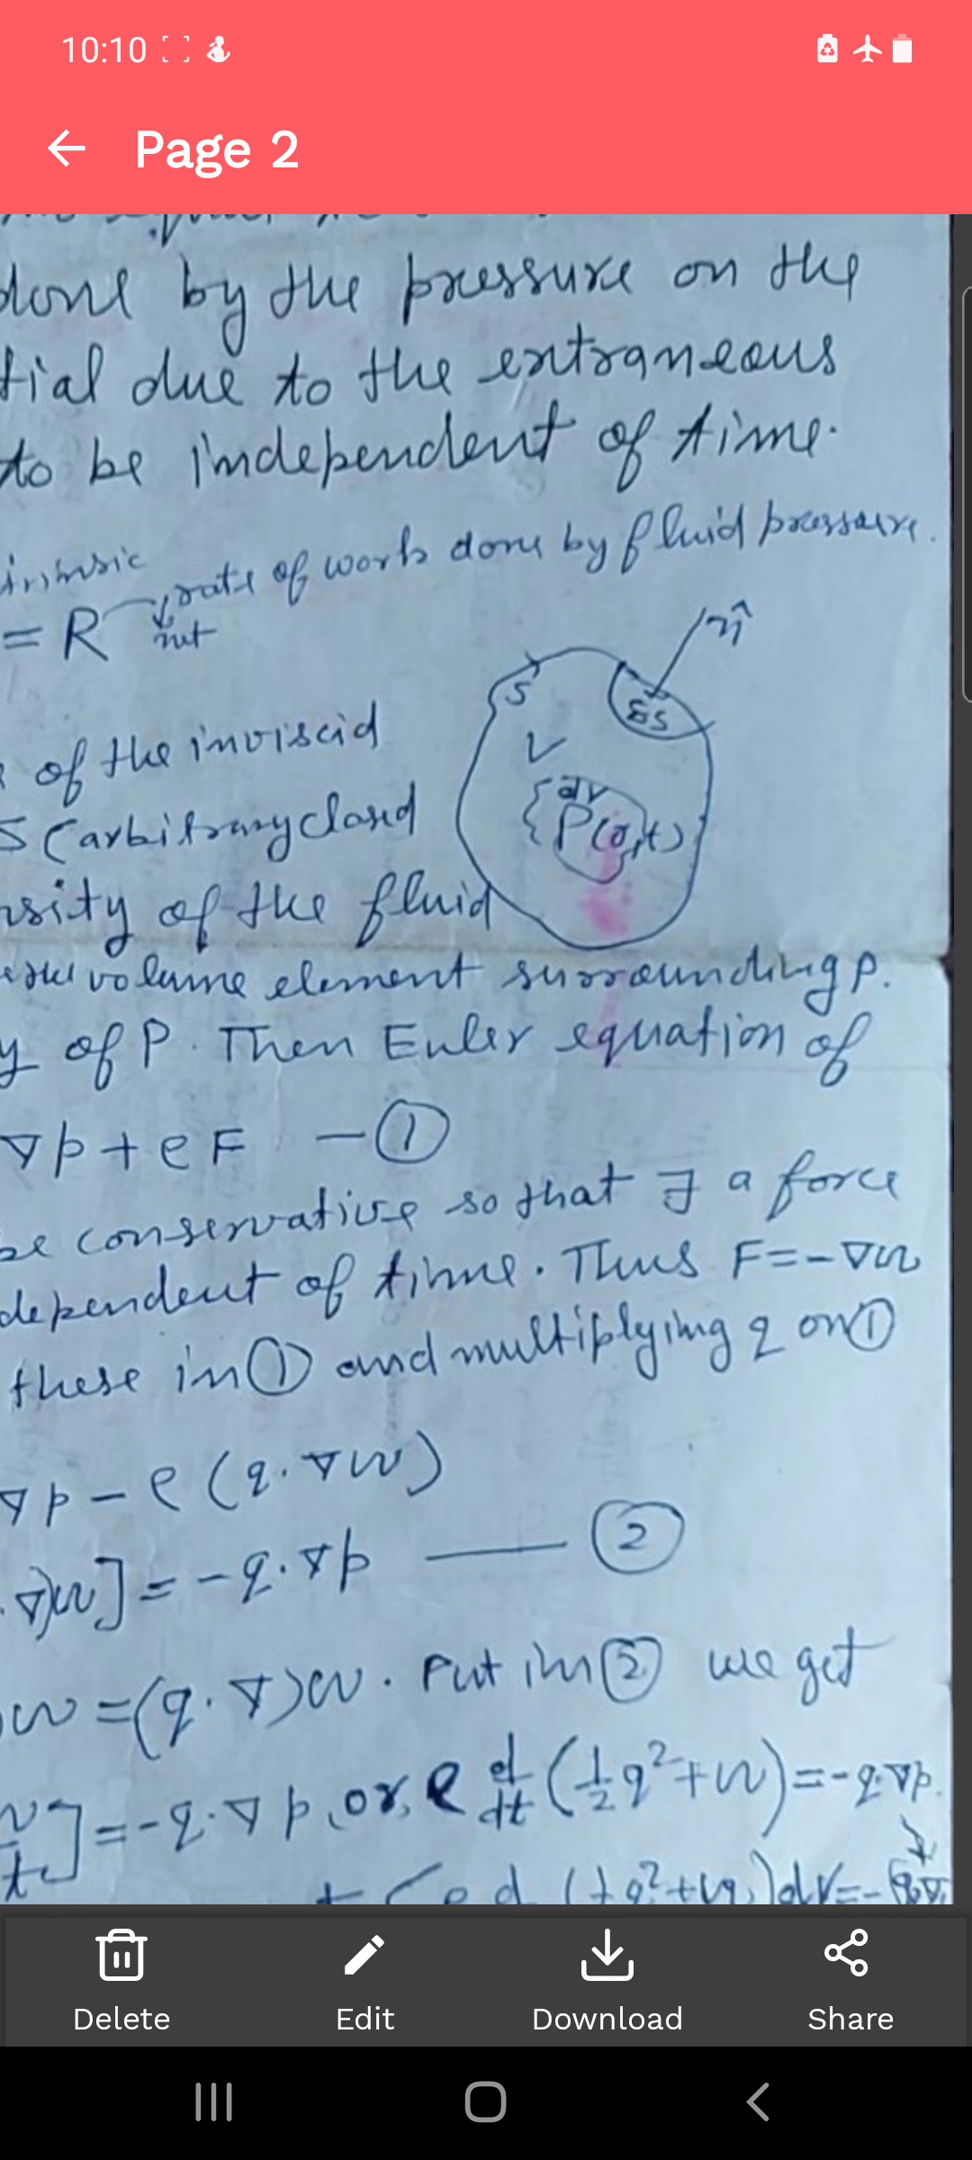 10:10
Page 2
done by the pressure on the
tial due to the extraneous
to be independent of time.
intrinsic rate of work done by fluid pressure.
= R net
n̂
S
δS
of the inviscid
V
S (arbitrary closed
dv
P(r,t)
nsity of the fluid
volume element surrounding P.
y of P. Then Euler equation of
∇p + ρF — ①
be conservative so that ∃ a force
dependent of time. Thus F = -∇w
these in ① and multiplying q on ①
∇p - ρ(q.∇w)
.∇)w] = -q.∇p — ②
w = (q.∇)w. Put in ② we get
] = -q.∇p, or, ρ d/dt (1/2 q² + w) = -q.∇p.
Delete
Edit
Download
Share